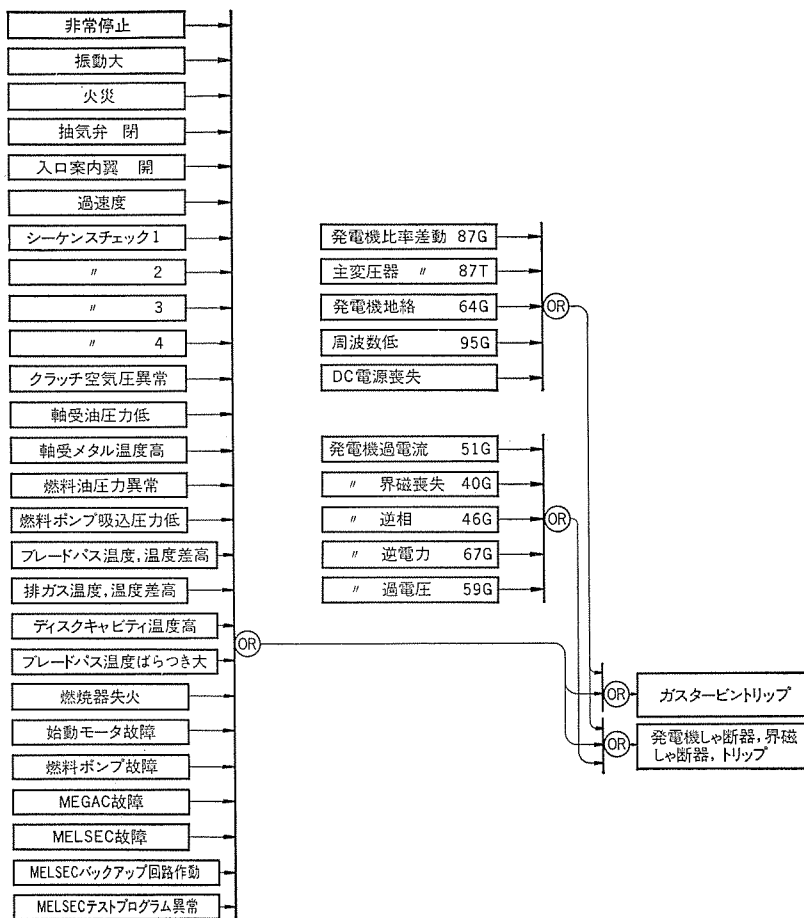 非常停止
振動大
火災
抽気弁 閉
入口案内翼 開
過速度
シーケンスチェック1
〃 2
〃 3
〃 4
クラッチ空気圧異常
軸受油圧力低
軸受メタル温度高
燃料油圧力異常
燃料ポンプ吸込圧力低
ブレードパス温度,温度差高
排ガス温度,温度差高
ディスクキャビティ温度高
ブレードパス温度ばらつき大
燃焼器失火
始動モータ故障
燃料ポンプ故障
MEGAC故障
MELSEC故障
MELSECバックアップ回路作動
MELSECテストプログラム異常
OR
発電機比率差動 87G
主変圧器 〃 87T
発電機地絡 64G
周波数低 95G
DC電源喪失
OR
発電機過電流 51G
〃 界磁喪失 40G
〃 逆相 46G
〃 逆電力 67G
〃 過電圧 59G
OR
OR
ガスタービントリップ
OR
発電機しゃ断器,界磁
しゃ断器,トリップ